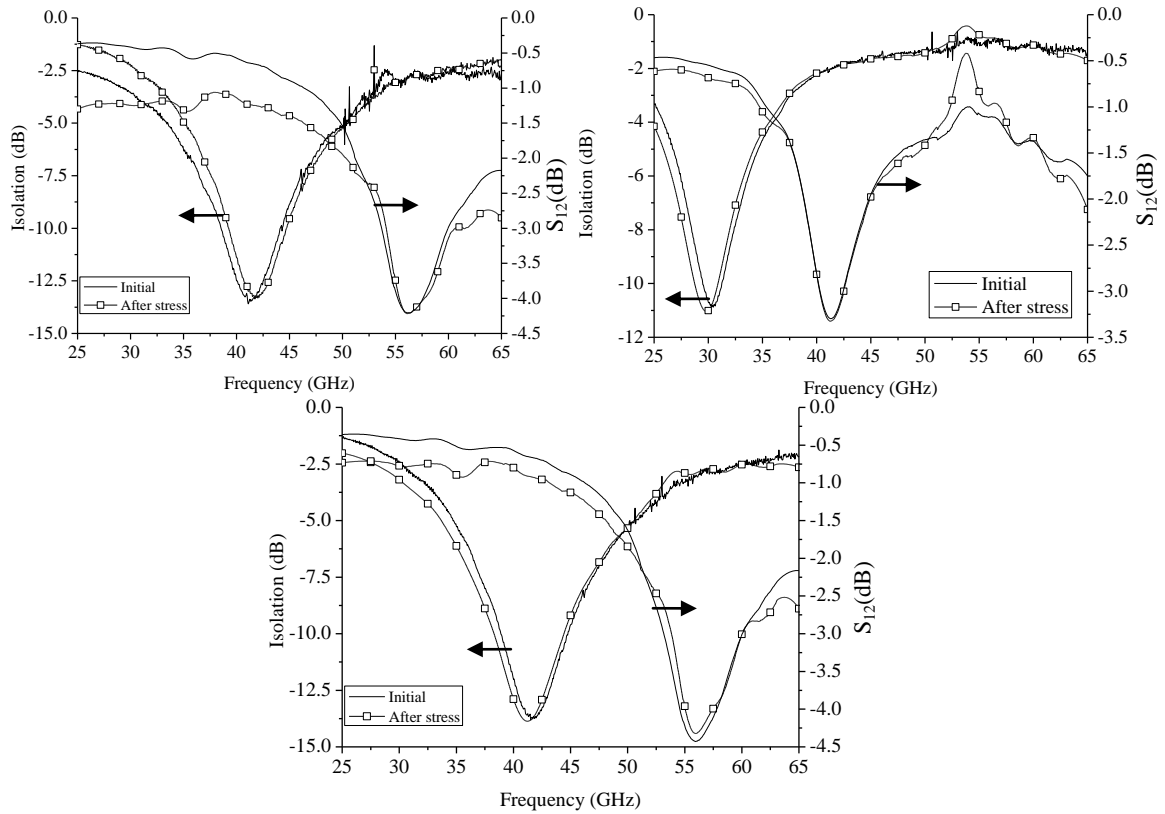 0.0
-2.5
-5.0
-7.5
-10.0
-12.5
-15.0
Isolation (dB)
0.0
-0.5
-1.0
-1.5
-2.0
-2.5
-3.0
-3.5
-4.0
-4.5
S12(dB)
Initial
After stress
25 30 35 40 45 50 55 60 65
Frequency (GHz)
0
-2
-4
-6
-8
-10
-12
Isolation (dB)
0.0
-0.5
-1.0
-1.5
-2.0
-2.5
-3.0
-3.5
S12(dB)
Initial
After stress
25 30 35 40 45 50 55 60 65
Frequency (GHz)
0.0
-2.5
-5.0
-7.5
-10.0
-12.5
-15.0
Isolation (dB)
0.0
-0.5
-1.0
-1.5
-2.0
-2.5
-3.0
-3.5
-4.0
-4.5
S12(dB)
Initial
After stress
25 30 35 40 45 50 55 60 65
Frequency (GHz)